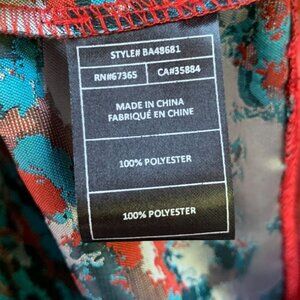 STYLE# BA48681
RN#67365 CA#35884
MADE IN CHINA
FABRIQUÉ EN CHINE
100% POLYESTER
100% POLYESTER